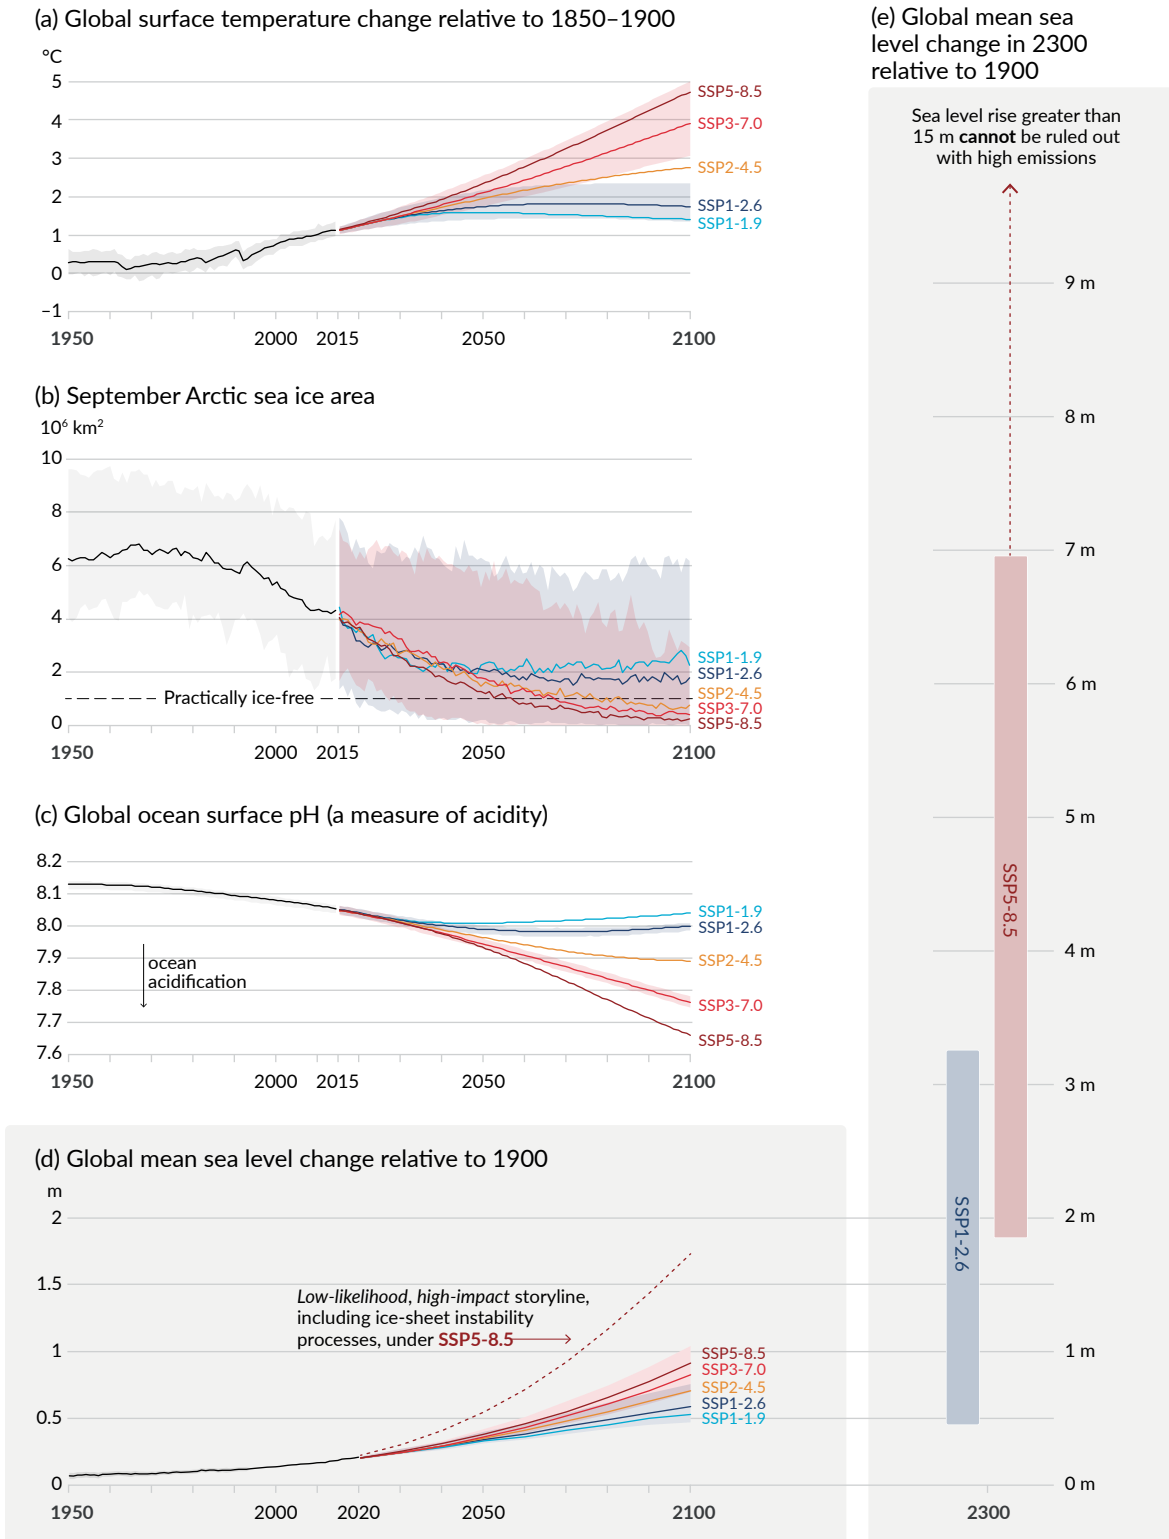 (a) Global surface temperature change relative to 1850–1900
°C
5
4
3
2
1
0
–1
1950
2000
2015
2050
2100
SSP5-8.5
SSP3-7.0
SSP2-4.5
SSP1-2.6
SSP1-1.9
(b) September Arctic sea ice area
10⁶ km²
10
8
6
4
2
0
Practically ice-free
1950
2000
2015
2050
2100
SSP1-1.9
SSP1-2.6
SSP2-4.5
SSP3-7.0
SSP5-8.5
(c) Global ocean surface pH (a measure of acidity)
8.2
8.1
8.0
7.9
7.8
7.7
7.6
ocean
acidification
1950
2000
2015
2050
2100
SSP1-1.9
SSP1-2.6
SSP2-4.5
SSP3-7.0
SSP5-8.5
(d) Global mean sea level change relative to 1900
m
2
1.5
1
0.5
0
Low-likelihood, high-impact storyline,
including ice-sheet instability
processes, under SSP5-8.5
1950
2000
2020
2050
2100
SSP5-8.5
SSP3-7.0
SSP2-4.5
SSP1-2.6
SSP1-1.9
(e) Global mean sea
level change in 2300
relative to 1900
Sea level rise greater than
15 m cannot be ruled out
with high emissions
9 m
8 m
7 m
6 m
5 m
4 m
3 m
2 m
1 m
0 m
SSP5-8.5
SSP1-2.6
2300